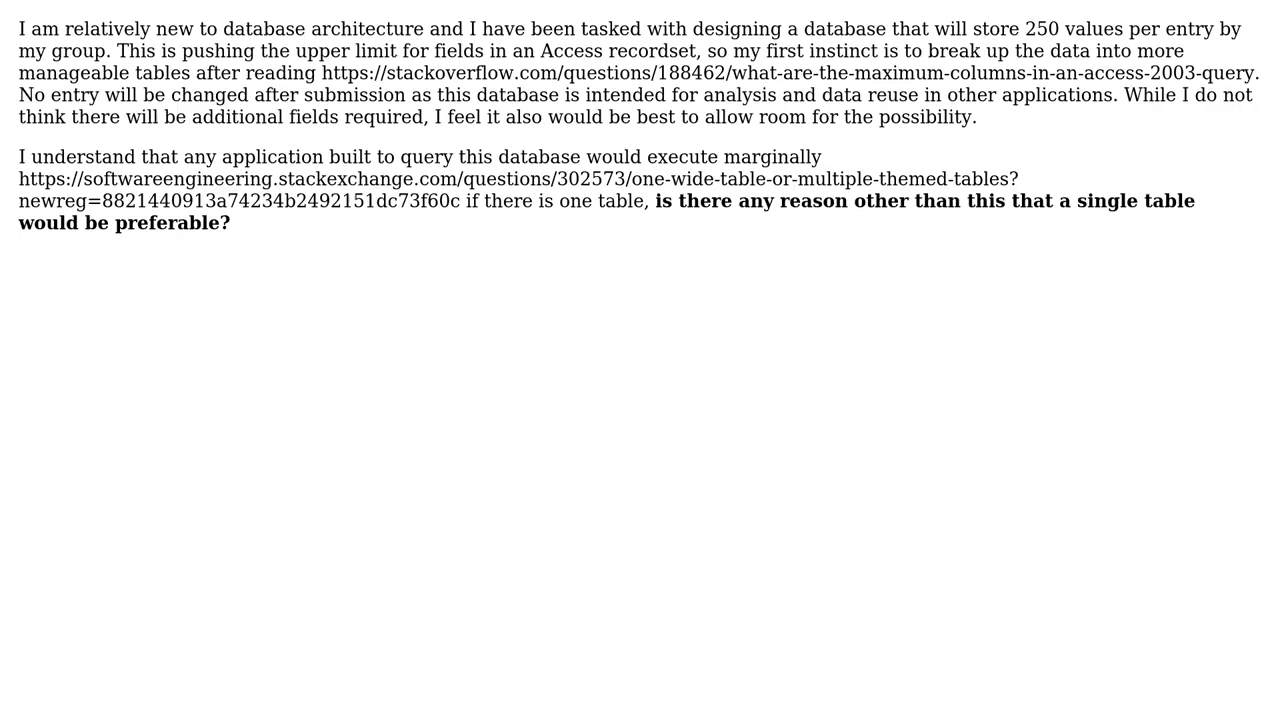 I am relatively new to database architecture and I have been tasked with designing a database that will store 250 values per entry by
my group. This is pushing the upper limit for fields in an Access recordset, so my first instinct is to break up the data into more
manageable tables after reading https://stackoverflow.com/questions/188462/what-are-the-maximum-columns-in-an-access-2003-query.
No entry will be changed after submission as this database is intended for analysis and data reuse in other applications. While I do not
think there will be additional fields required, I feel it also would be best to allow room for the possibility.
I understand that any application built to query this database would execute marginally
https://softwareengineering.stackexchange.com/questions/302573/one-wide-table-or-multiple-themed-tables?
newreg=8821440913a74234b2492151dc73f60c if there is one table, is there any reason other than this that a single table
would be preferable?